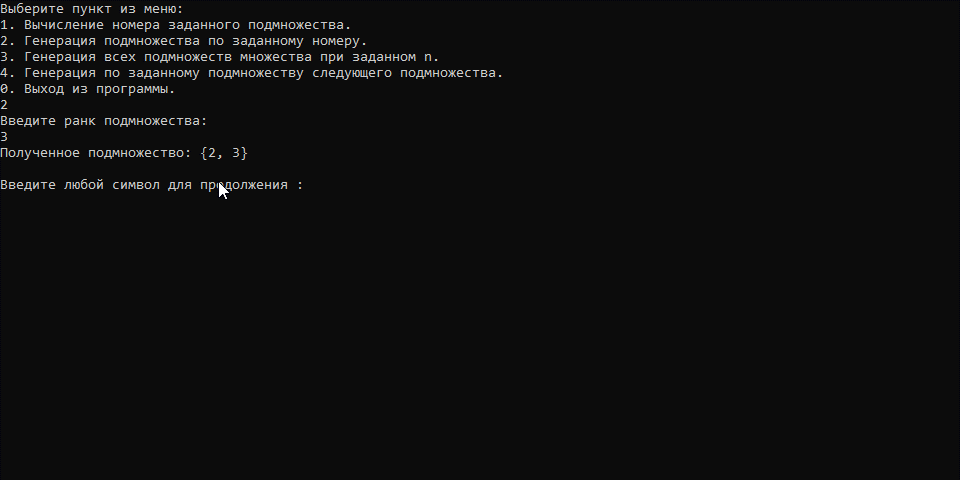 Выберите пункт из меню:
1. Вычисление номера заданного подмножества.
2. Генерация подмножества по заданному номеру.
3. Генерация всех подмножеств множества при заданном n.
4. Генерация по заданному подмножеству следующего подмножества.
0. Выход из программы.
2
Введите ранк подмножества:
3
Полученное подмножество: {2, 3}
Введите любой символ для продолжения :